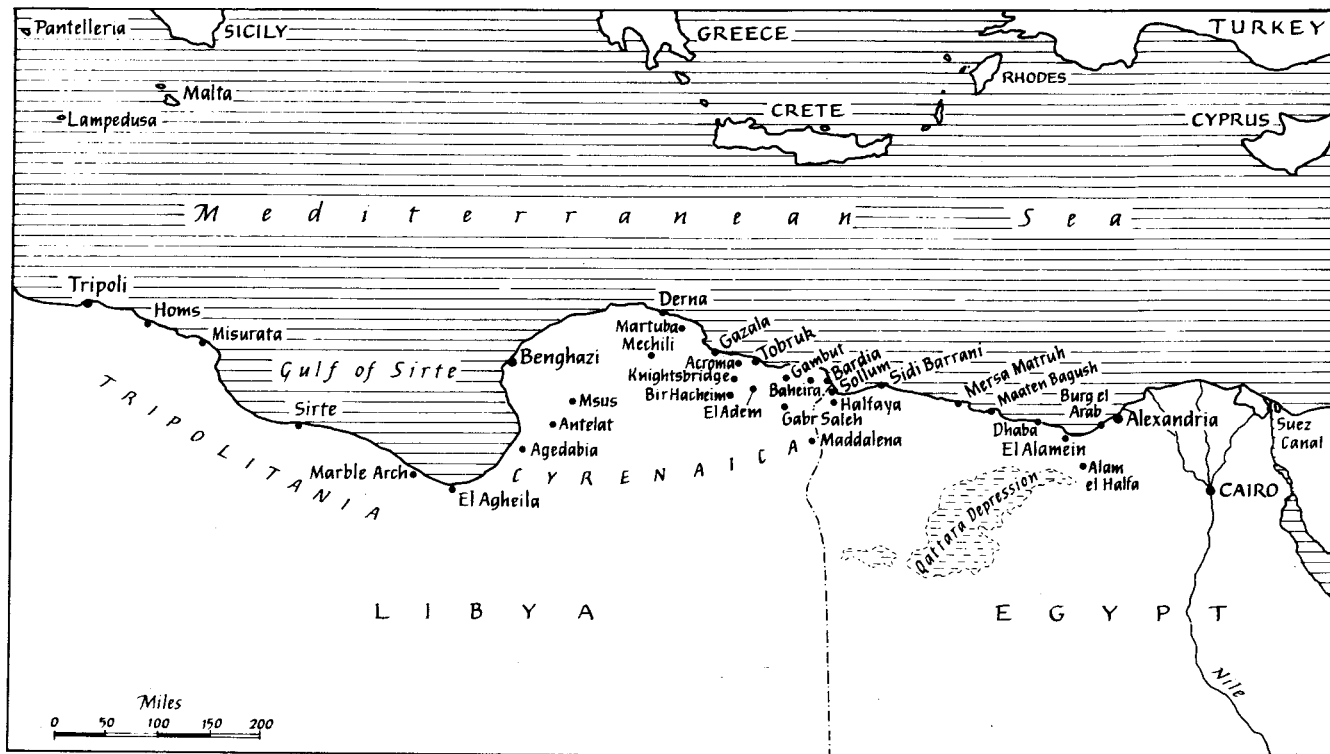 Pantelleria
SICILY
GREECE
TURKEY
RHODES
Malta
Lampedusa
CRETE
CYPRUS
Mediterranean Sea
Tripoli
Homs
Misurata
Gulf of Sirte
Sirte
TRIPOLITANIA
Marble Arch
El Agheila
Benghazi
Msus
Antelat
Agedabia
CYRENAICA
Derna
Martuba
Mechili
Gazala
Acroma
Knightsbridge
Bir Hacheim
El Adem
Tobruk
Gambut
Baheira
Bardia
Sollum
Halfaya
Gabr Saleh
Maddalena
Sidi Barrani
Mersa Matruh
Maaten Bagush
Dhaba
El Alamein
Burg el
Arab
Alexandria
Alam
el Halfa
Qattara Depression
Suez
Canal
CAIRO
LIBYA
EGYPT
Nile
Miles
0 50 100 150 200